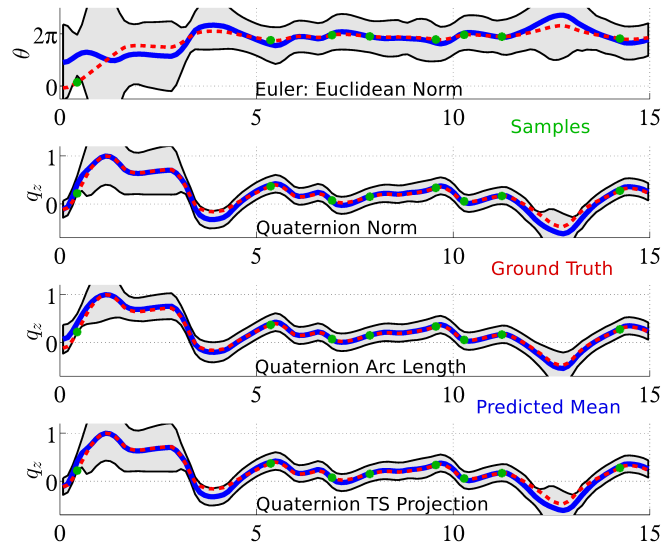 θ
2π
0
Euler: Euclidean Norm
0 5 10 15
Samples
q_z
1
0
Quaternion Norm
0 5 10 15
Ground Truth
q_z
1
0
Quaternion Arc Length
0 5 10 15
Predicted Mean
q_z
1
0
Quaternion TS Projection
0 5 10 15